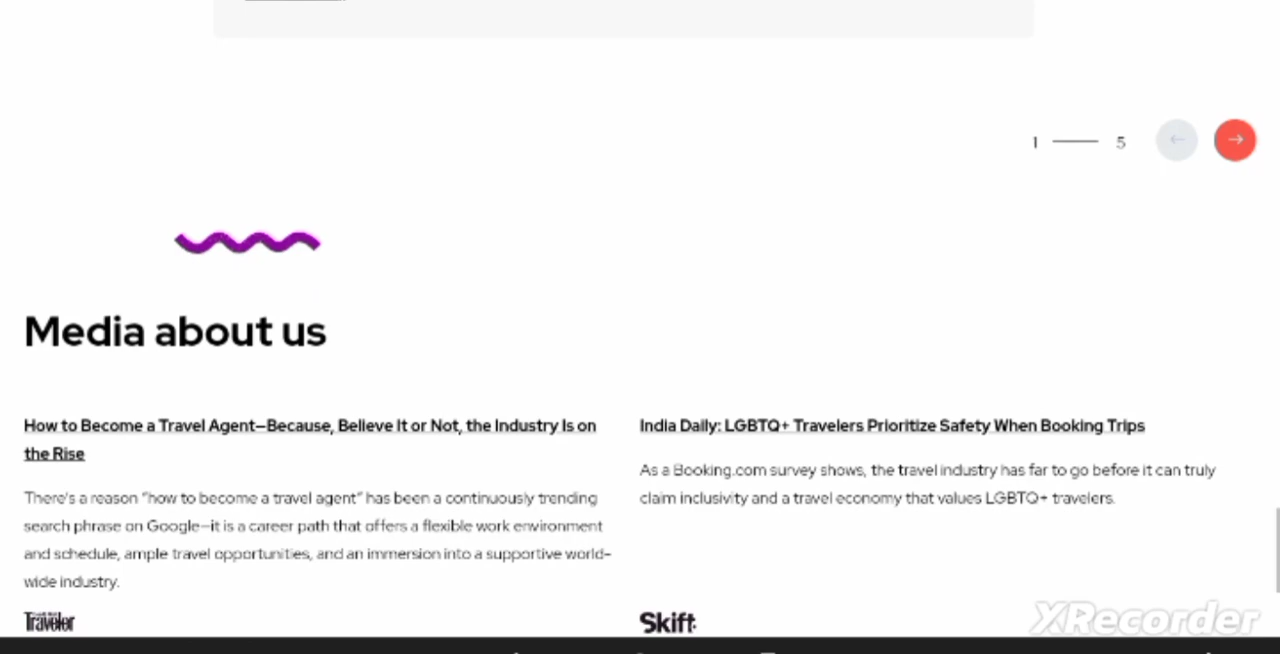 1 5
Media about us
How to Become a Travel Agent—Because, Believe It or Not, the Industry Is on
the Rise
There's a reason "how to become a travel agent" has been a continuously trending
search phrase on Google—it is a career path that offers a flexible work environment
and schedule, ample travel opportunities, and an immersion into a supportive world-
wide industry.
Traveler
India Daily: LGBTQ+ Travelers Prioritize Safety When Booking Trips
As a Booking.com survey shows, the travel industry has far to go before it can truly
claim inclusivity and a travel economy that values LGBTQ+ travelers.
Skift
XRecorder